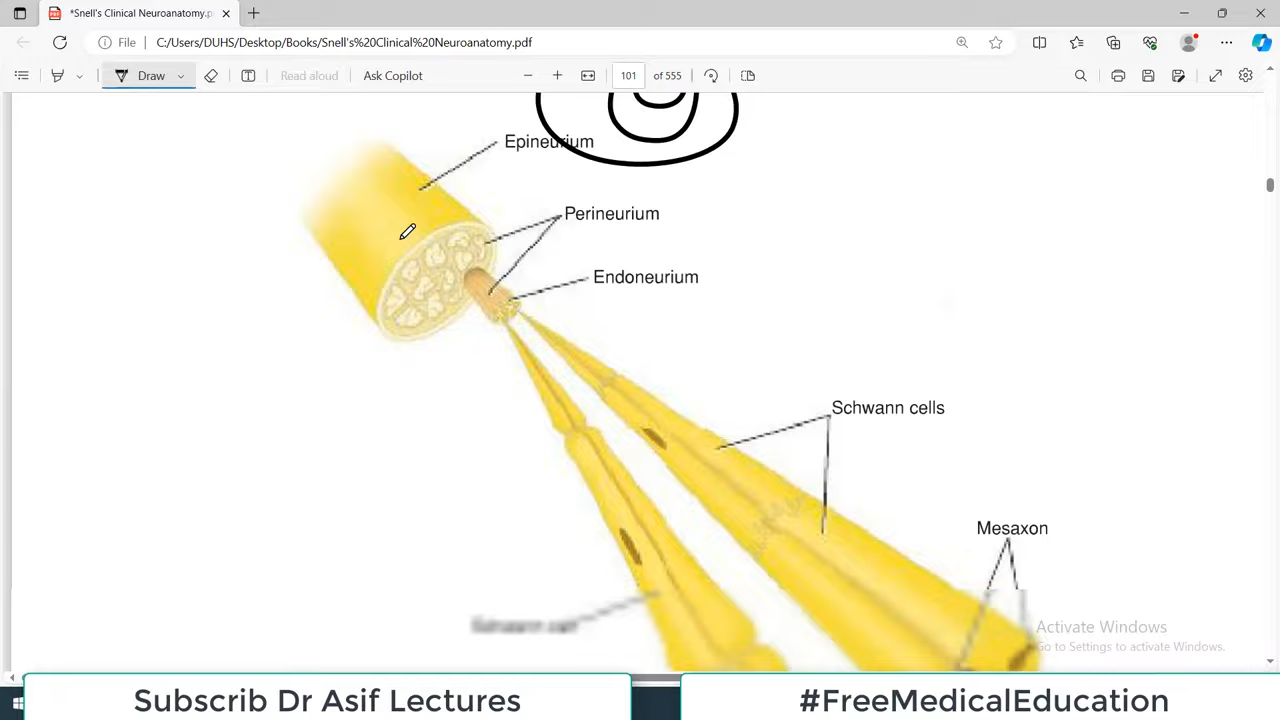 *Snell's Clinical Neuroanatomy.p
File
C:/Users/DUHS/Desktop/Books/Snell's%20Clinical%20Neuroanatomy.pdf
Draw
Read aloud
Ask Copilot
101
of 555
Epineurium
Perineurium
Endoneurium
Schwann cells
Mesaxon
Activate Windows
Go to Settings to activate Windows.
Subscrib Dr Asif Lectures
#FreeMedicalEducation